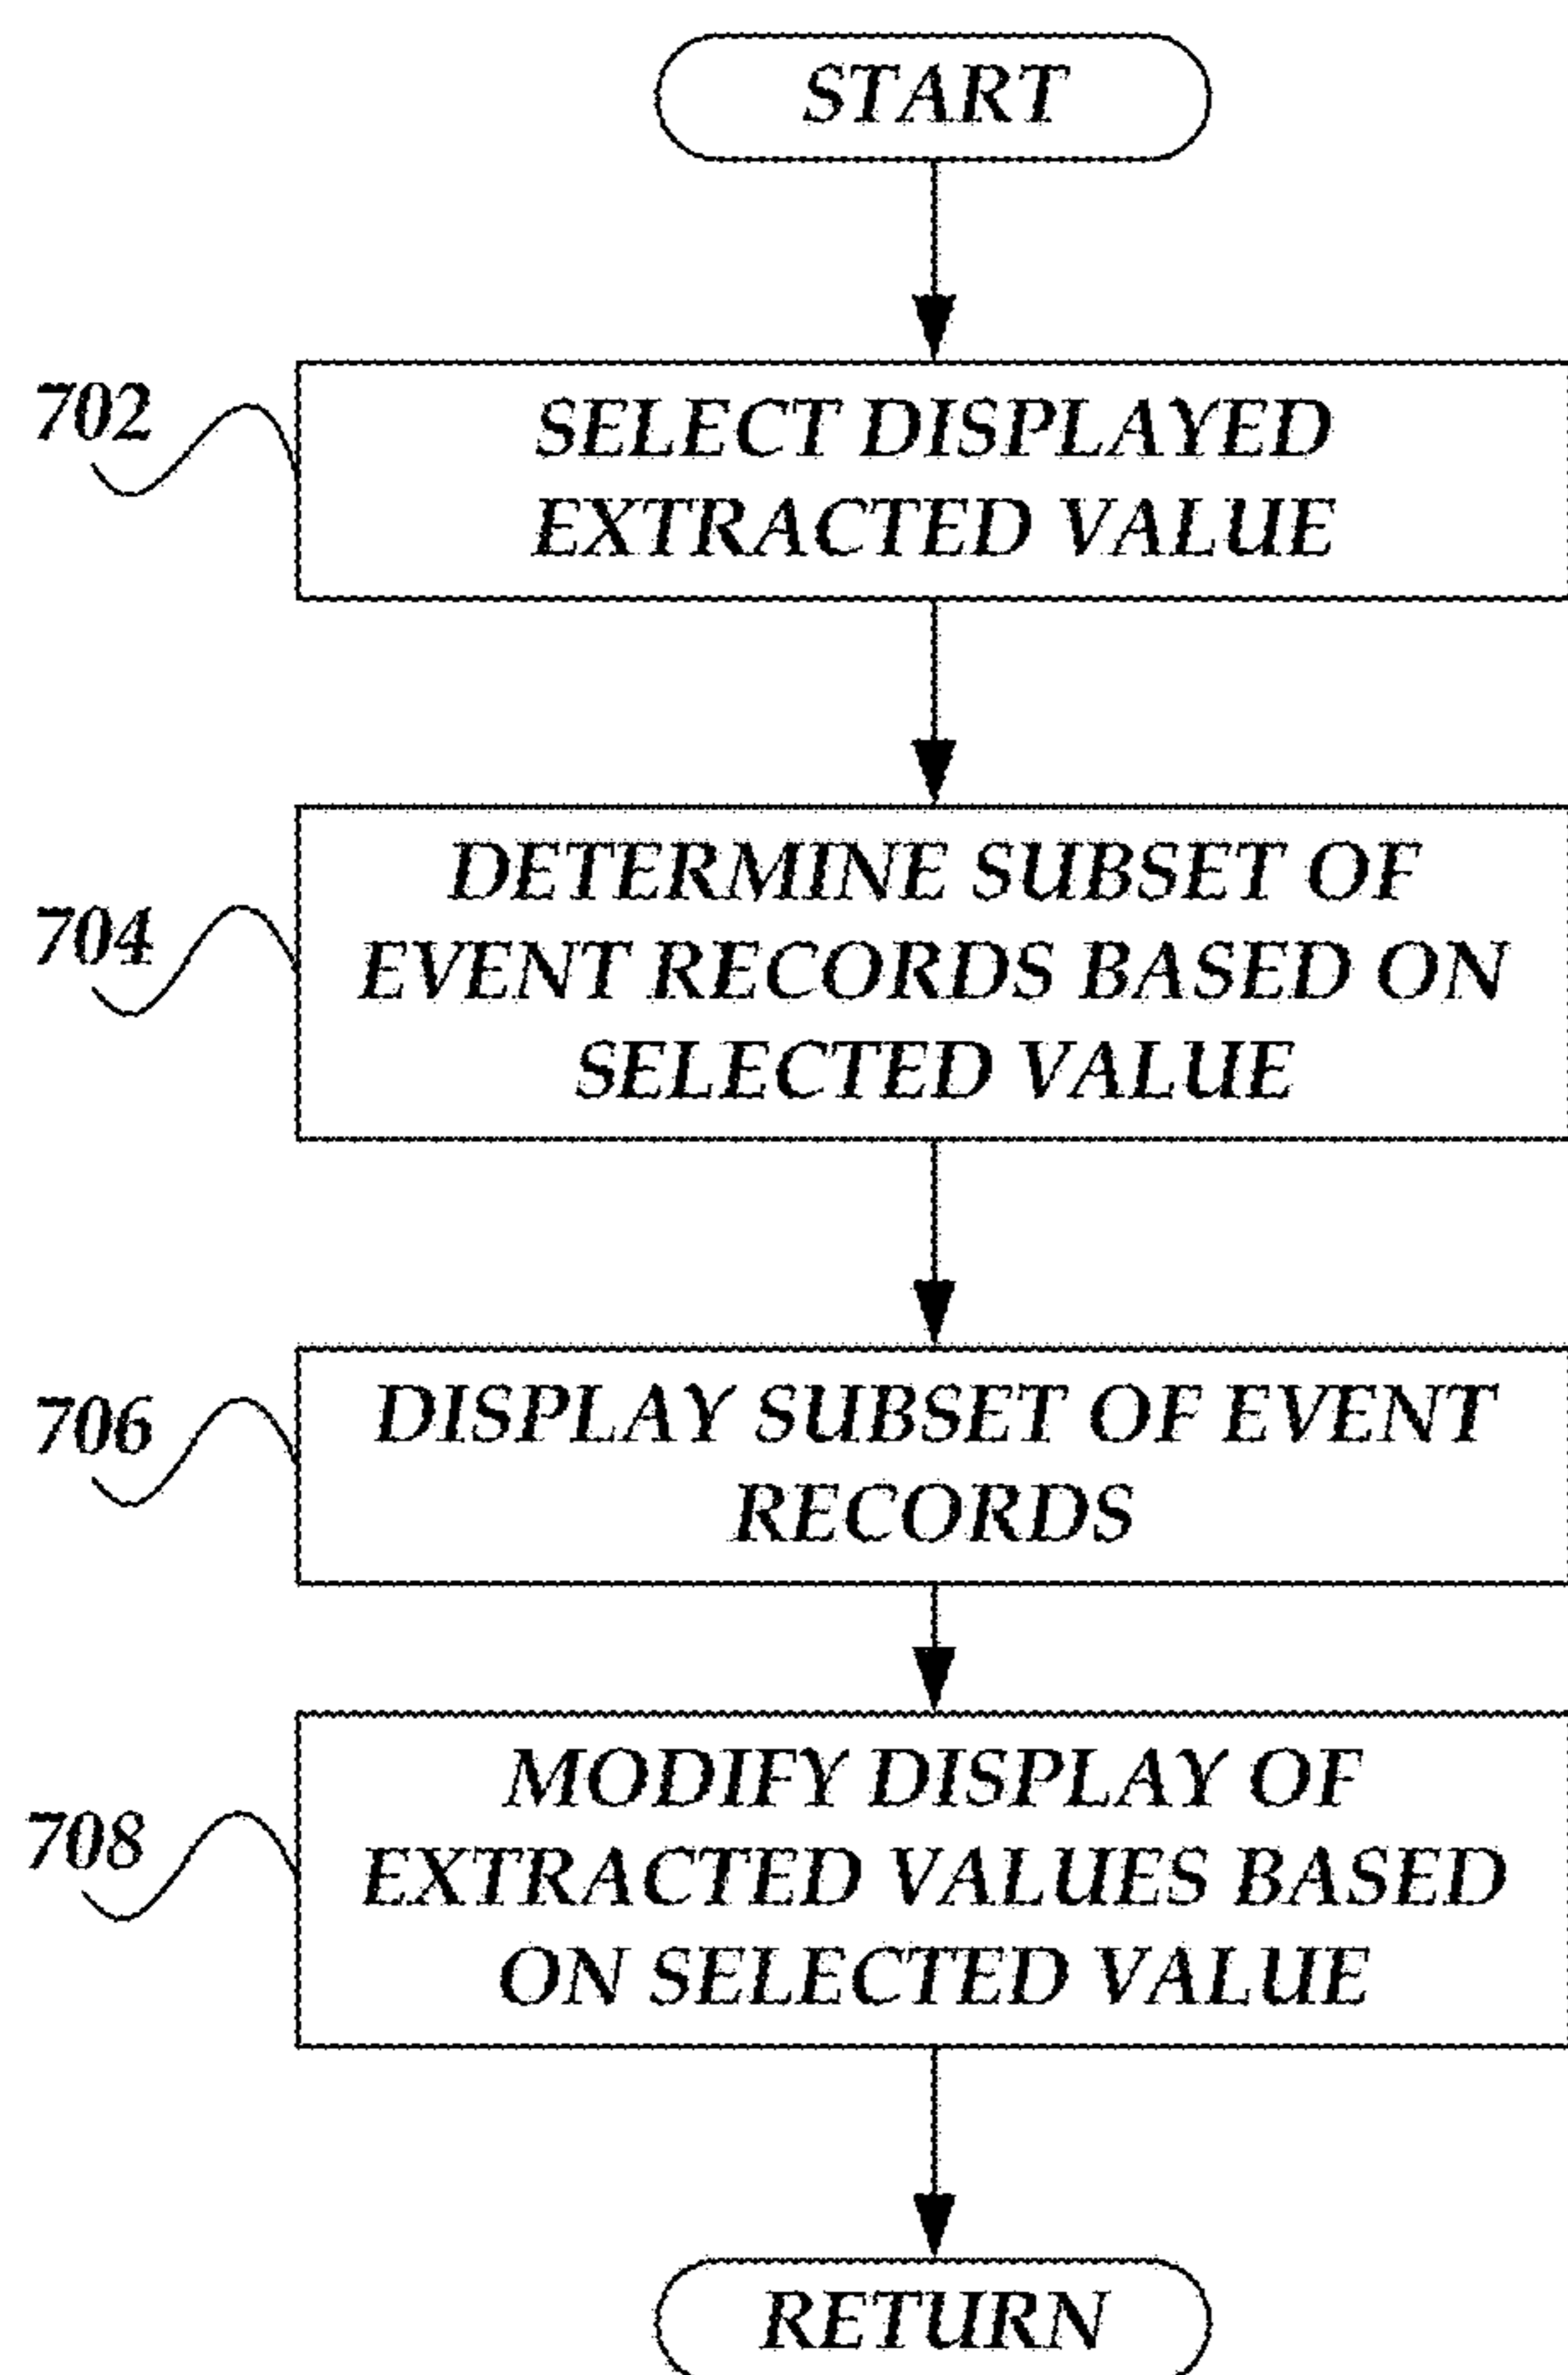 START
702
SELECT DISPLAYED
EXTRACTED VALUE
704
DETERMINE SUBSET OF
EVENT RECORDS BASED ON
SELECTED VALUE
706
DISPLAY SUBSET OF EVENT
RECORDS
708
MODIFY DISPLAY OF
EXTRACTED VALUES BASED
ON SELECTED VALUE
RETURN